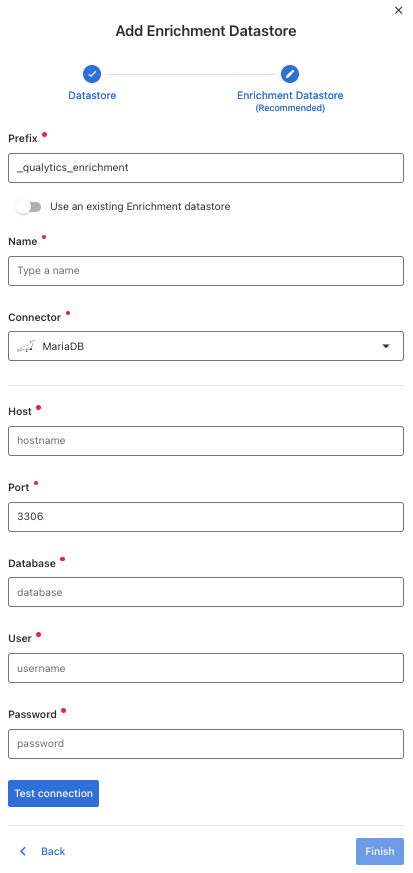 Add Enrichment Datastore
Datastore
Enrichment Datastore
(Recommended)
Prefix
_qualytics_enrichment
Use an existing Enrichment datastore
Name
Type a name
Connector
MariaDB
Host
hostname
Port
3306
Database
database
User
username
Password
password
Test connection
Back
Finish